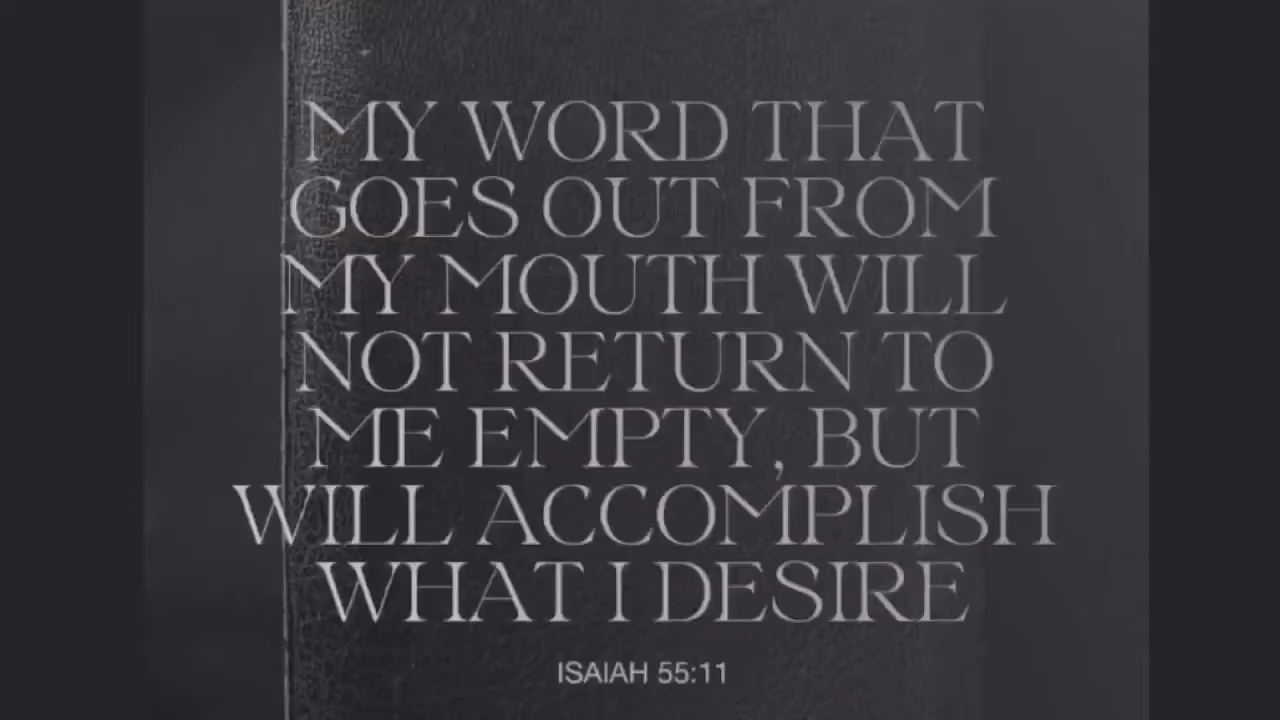 MY WORD THAT
GOES OUT FROM
MY MOUTH WILL
NOT RETURN TO
ME EMPTY, BUT
WILL ACCOMPLISH
WHAT I DESIRE
ISAIAH 55:11